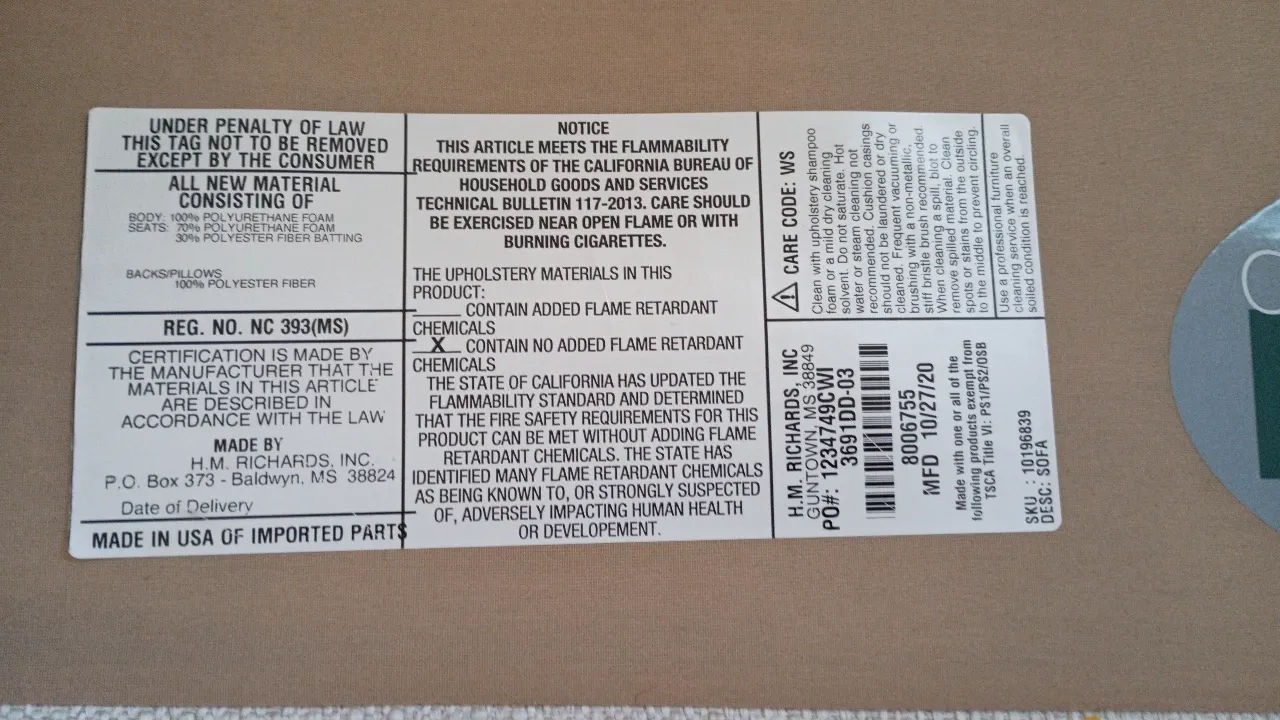 UNDER PENALTY OF LAW
THIS TAG NOT TO BE REMOVED
EXCEPT BY THE CONSUMER
ALL NEW MATERIAL
CONSISTING OF
BODY: 100% POLYURETHANE FOAM
SEATS: 70% POLYURETHANE FOAM
30% POLYESTER FIBER BATTING
BACKS/PILLOWS
100% POLYESTER FIBER
REG. NO. NC 393(MS)
CERTIFICATION IS MADE BY
THE MANUFACTURER THAT THE
MATERIALS IN THIS ARTICLE
ARE DESCRIBED IN
ACCORDANCE WITH THE LAW
MADE BY
H.M. RICHARDS, INC.
P.O. Box 373 - Baldwyn, MS 38824
Date of Delivery
MADE IN USA OF IMPORTED PARTS
NOTICE
THIS ARTICLE MEETS THE FLAMMABILITY
REQUIREMENTS OF THE CALIFORNIA BUREAU OF
HOUSEHOLD GOODS AND SERVICES
TECHNICAL BULLETIN 117-2013. CARE SHOULD
BE EXERCISED NEAR OPEN FLAME OR WITH
BURNING CIGARETTES.
THE UPHOLSTERY MATERIALS IN THIS
PRODUCT:
_____ CONTAIN ADDED FLAME RETARDANT
CHEMICALS
__X__ CONTAIN NO ADDED FLAME RETARDANT
CHEMICALS
THE STATE OF CALIFORNIA HAS UPDATED THE
FLAMMABILITY STANDARD AND DETERMINED
THAT THE FIRE SAFETY REQUIREMENTS FOR THIS
PRODUCT CAN BE MET WITHOUT ADDING FLAME
RETARDANT CHEMICALS. THE STATE HAS
IDENTIFIED MANY FLAME RETARDANT CHEMICALS
AS BEING KNOWN TO, OR STRONGLY SUSPECTED
OF, ADVERSELY IMPACTING HUMAN HEALTH
OR DEVELOPEMENT.
CARE CODE: WS
Clean with upholstery shampoo
foam or a mild dry cleaning
solvent. Do not saturate. Hot
water or steam cleaning not
recommended. Cushion casings
should not be laundered or dry
cleaned. Frequent vacuuming or
brushing with a non-metallic,
stiff bristle brush recommended.
When cleaning a spill, blot to
remove spilled material. Clean
spots or stains from the outside
to the middle to prevent circling.
Use a professional furniture
cleaning service when an overall
soiled condition is reached.
H.M. RICHARDS, INC
GUNTOWN, MS 38849
PO#: 1234749CWI
3691DD-03
8006755
MFD 10/27/20
Made with one or all of the
following products exempt from
TSCA Title VI: PS1/PS2/OSB
SKU : 10196839
DESC: SOFA